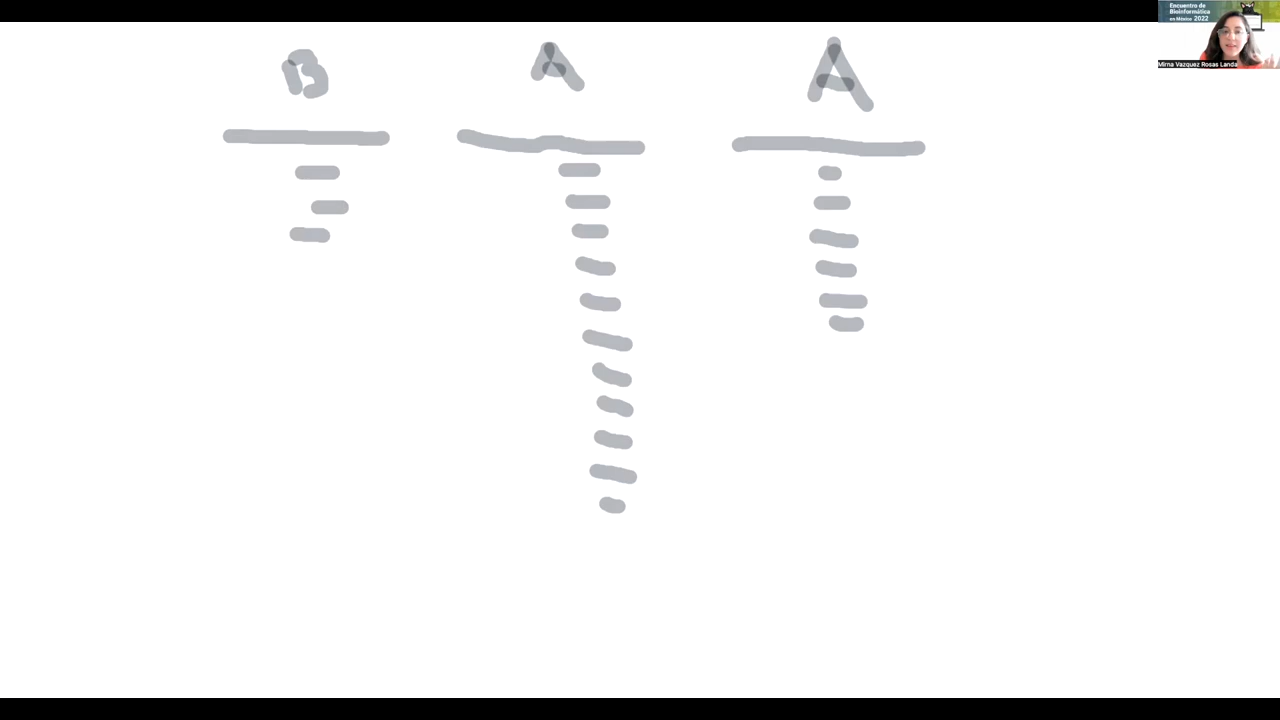 B A A
Encuentro de
Bioinformática
en México 2022
Mirna Vazquez Rosas Landa